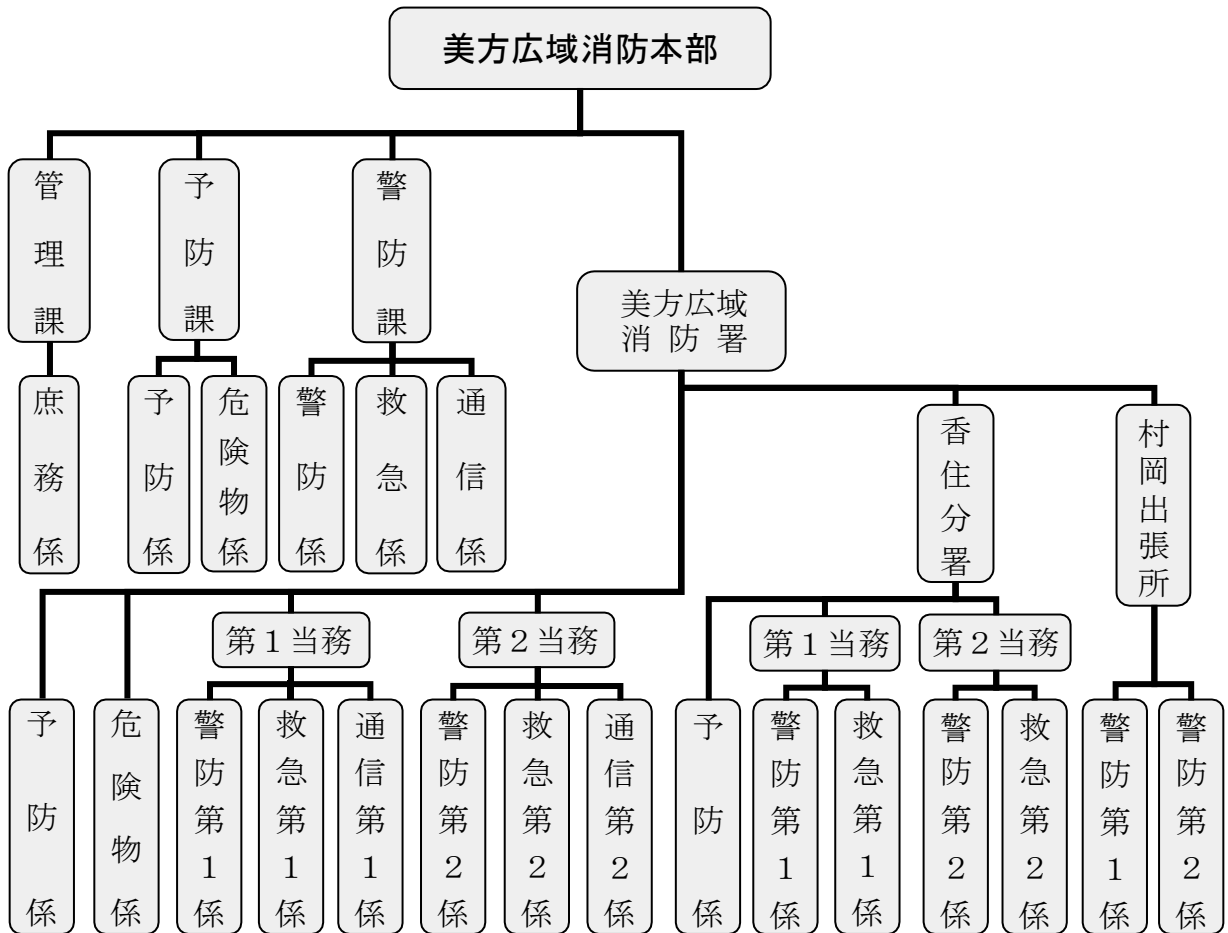 美方広域消防本部
管理課
予防課
警防課
美方広域
消防署
庶務係
予防係
危険物係
警防係
救急係
通信係
香住分署
村岡出張所
第1当務
第2当務
第1当務
第2当務
予防係
危険物係
警防第1係
救急第1係
通信第1係
警防第2係
救急第2係
通信第2係
予防係
警防第1係
救急第1係
警防第2係
救急第2係
警防第1係
警防第2係